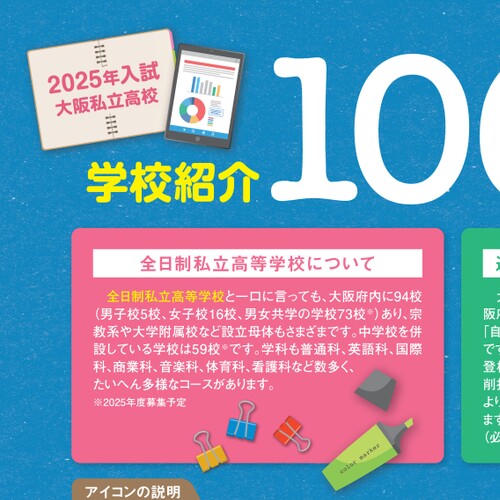 2025年入試
大阪私立高校
学校紹介
全日制私立高等学校について
全日制私立高等学校と一口に言っても、大阪府内に94校
(男子校5校、女子校16校、男女共学の学校73校※)あり、宗
教系や大学附属校など設立母体もさまざまです。中学校を併
設している学校は59校※です。学科も普通科、英語科、国際
科、商業科、音楽科、体育科、看護科など数多く、
たいへん多様なコースがあります。
※2025年度募集予定
color marker
アイコンの説明